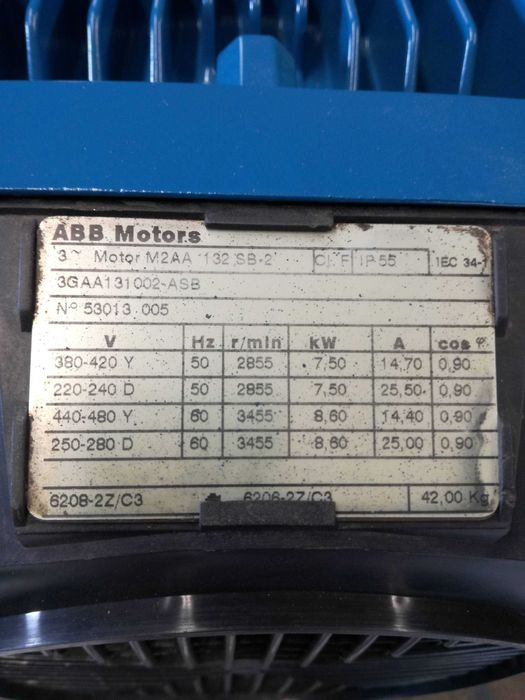 ABB Motors
3 ~ Motor M2AA 132 SB-2 Cl. F IP 55 IEC 34-1
3GAA131002-ASB
Nº 53013 005
V Hz r/min kW A cos φ
380-420 Y 50 2855 7,50 14,70 0,90
220-240 D 50 2855 7,50 25,50 0,90
440-480 Y 60 3455 8,60 14,40 0,90
250-280 D 60 3455 8,60 25,00 0,90
6208-2Z/C3 6206-2Z/C3 42,00 Kg